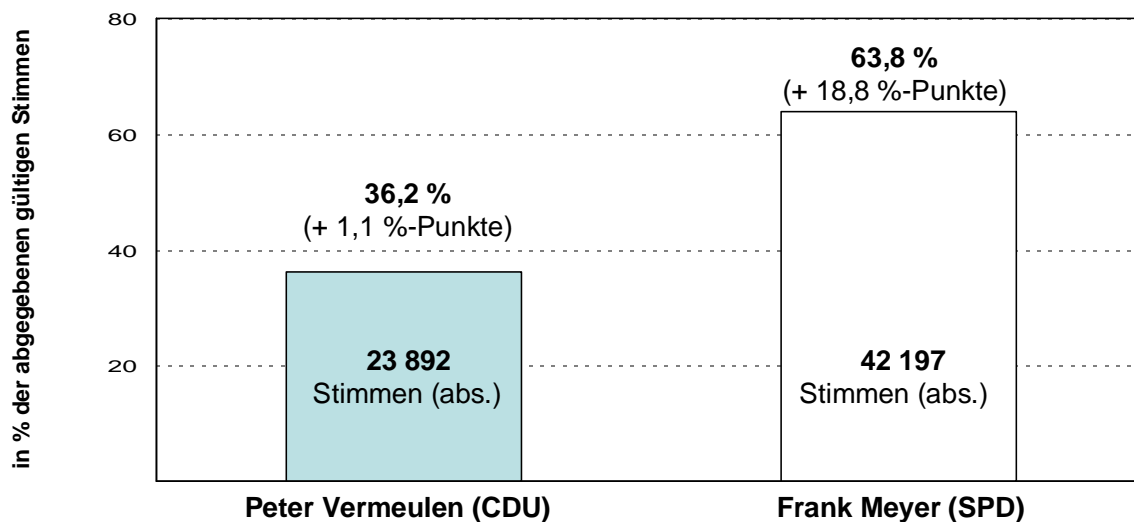 in % der abgegebenen gültigen Stimmen
80
60
40
20
36,2 %
(+ 1,1 %-Punkte)
63,8 %
(+ 18,8 %-Punkte)
23 892
Stimmen (abs.)
42 197
Stimmen (abs.)
Peter Vermeulen (CDU)
Frank Meyer (SPD)